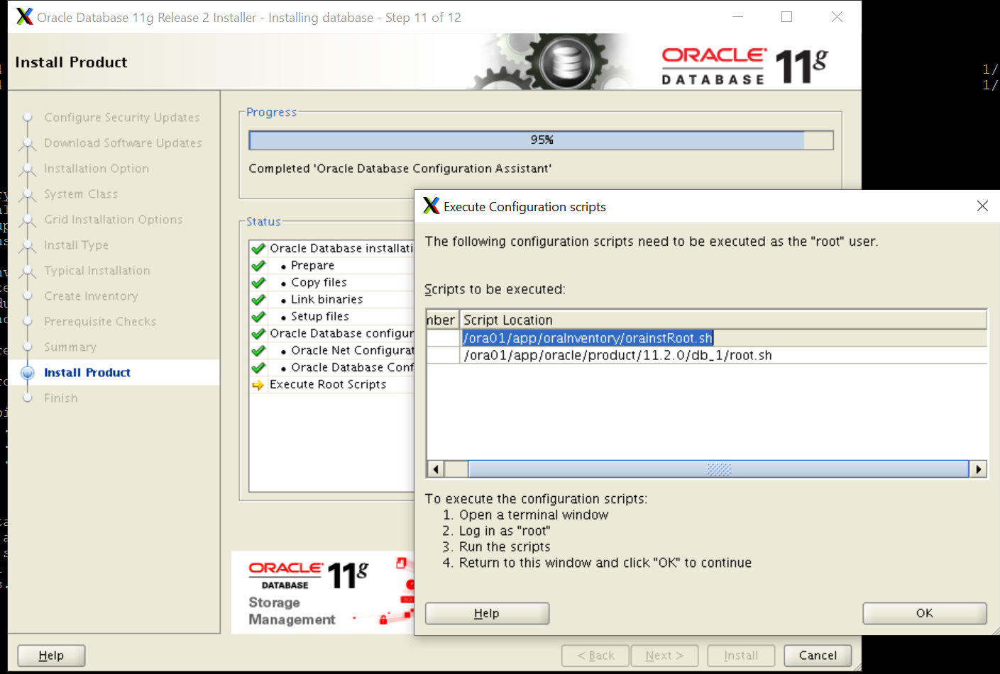 Oracle Database 11g Release 2 Installer - Installing database - Step 11 of 12
Install Product
ORACLE
DATABASE
11g
1/
1/
Configure Security Updates
Download Software Updates
Installation Option
System Class
Grid Installation Options
Install Type
Typical Installation
Create Inventory
Prerequisite Checks
Summary
Install Product
Finish
Progress
95%
Completed 'Oracle Database Configuration Assistant'
Status
Oracle Database installati
• Prepare
• Copy files
• Link binaries
• Setup files
Oracle Database configur
• Oracle Net Configurat
• Oracle Database Conf
Execute Root Scripts
ORACLE
DATABASE
11g
Storage
Management
Execute Configuration scripts
The following configuration scripts need to be executed as the "root" user.
Scripts to be executed:
mber Script Location
/ora01/app/oraInventory/orainstRoot.sh
/ora01/app/oracle/product/11.2.0/db_1/root.sh
To execute the configuration scripts:
1. Open a terminal window
2. Log in as "root"
3. Run the scripts
4. Return to this window and click "OK" to continue
Help
OK
Help
< Back
Next >
Install
Cancel